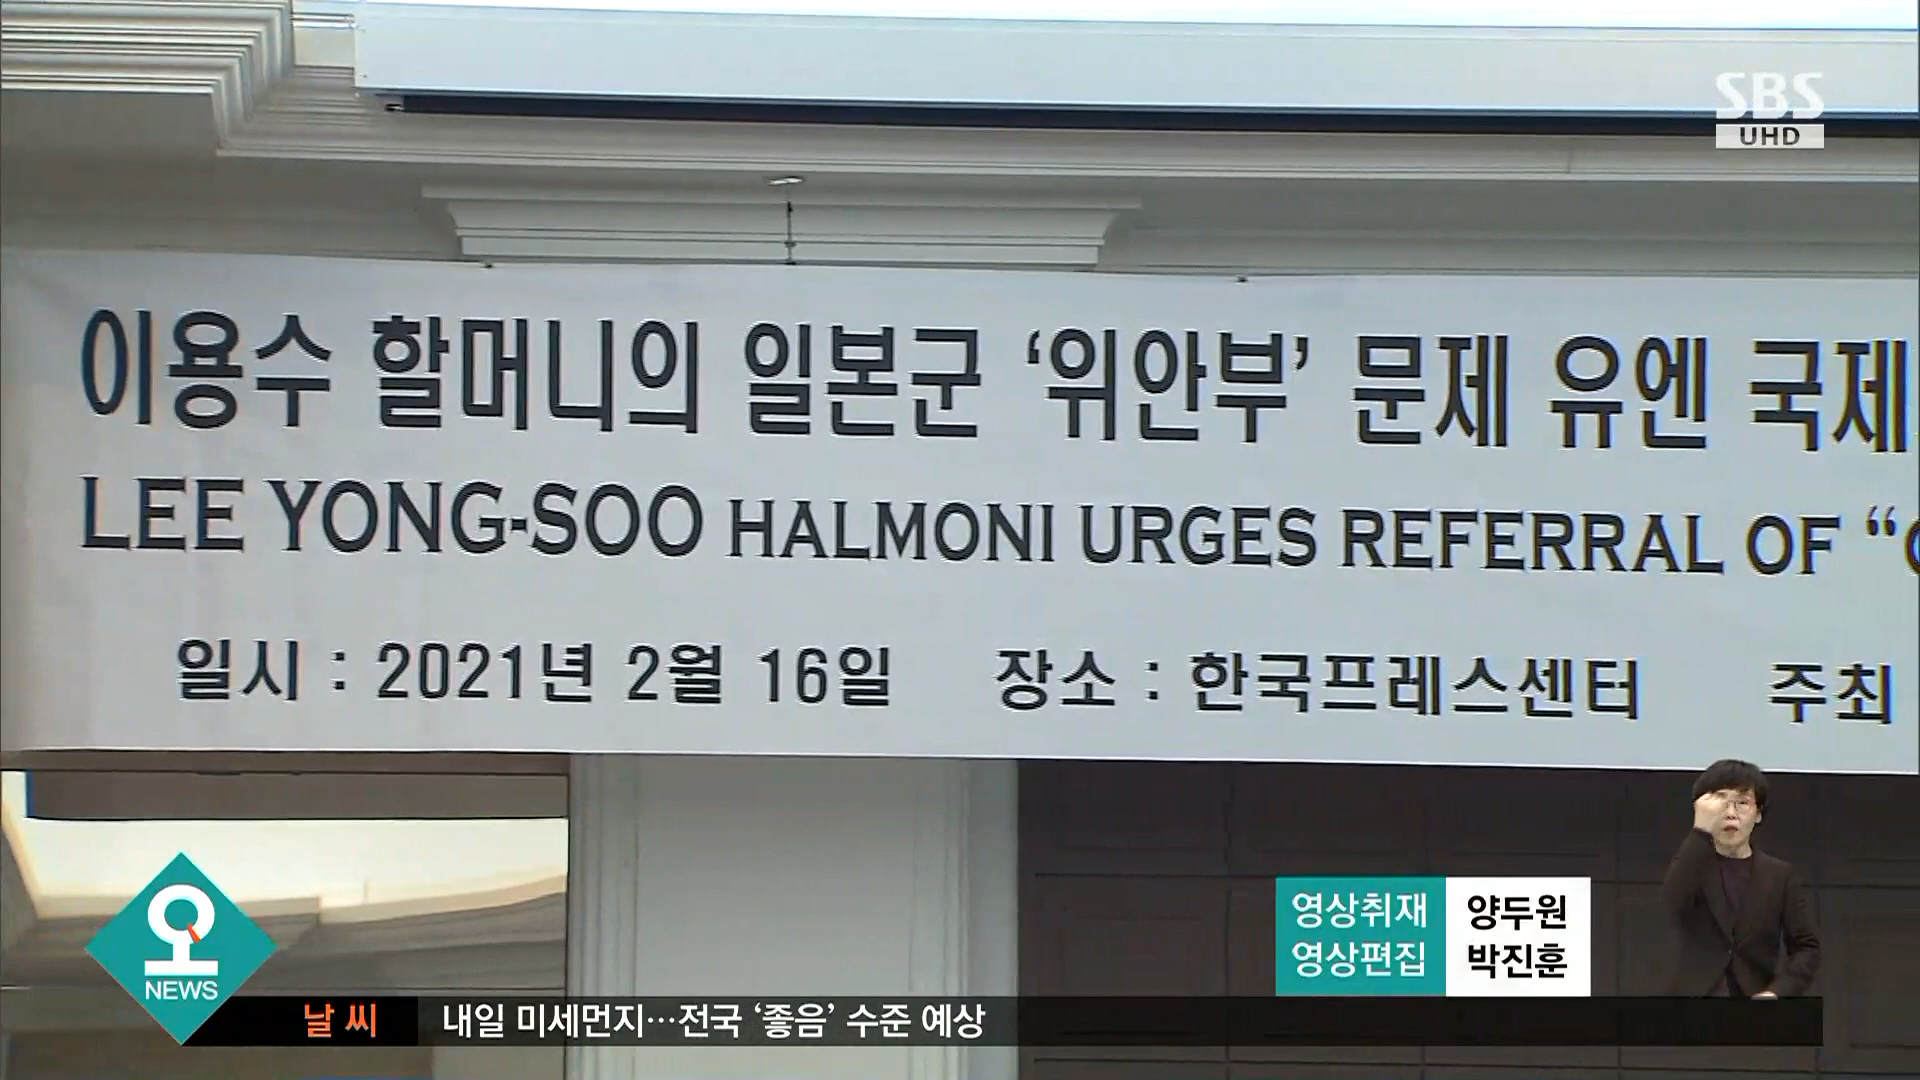 SBS
UHD
이용수 할머니의 일본군 ‘위안부’ 문제 유엔 국제
LEE YONG-SOO HALMONI URGES REFERRAL OF “
일시 : 2021년 2월 16일 장소 : 한국프레스센터 주최
영상취재 양두원
영상편집 박진훈
오
NEWS
날씨 내일 미세먼지…전국 ‘좋음’ 수준 예상